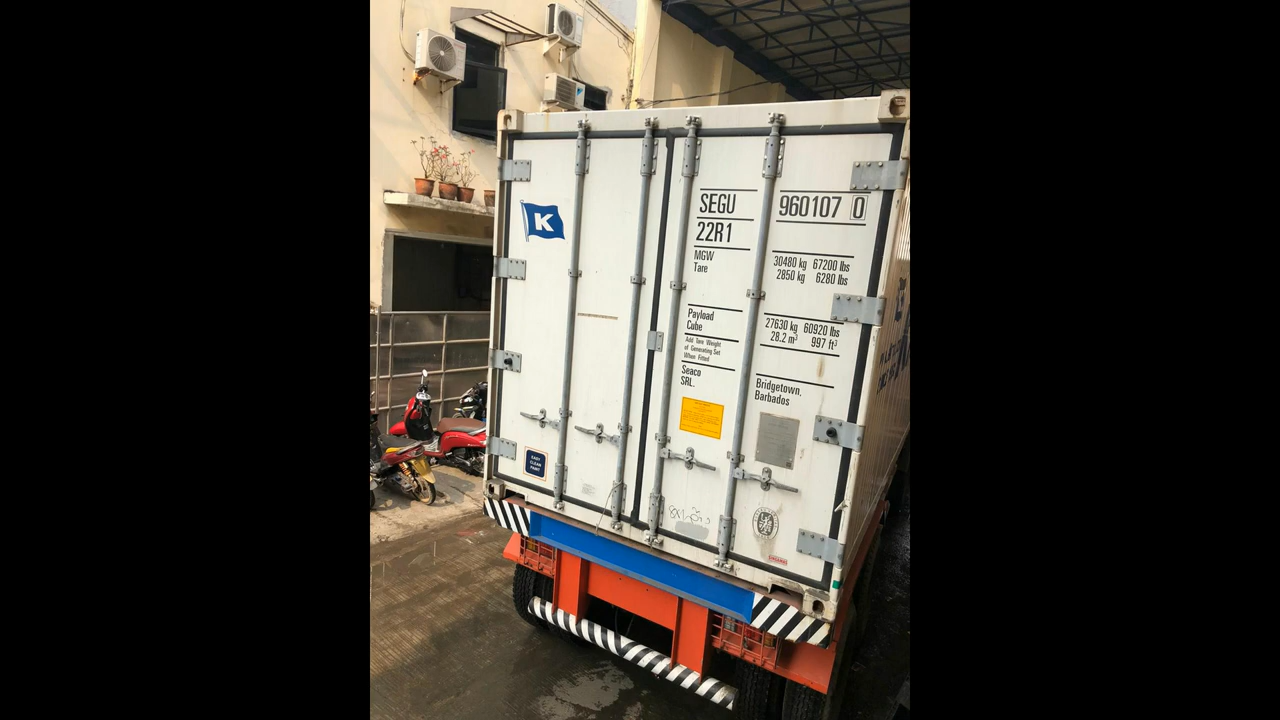 K
SEGU 960107 0
22R1
MGW 30480 kg 67200 lbs
Tare 2850 kg 6280 lbs
Payload 27630 kg 60920 lbs
Cube 28.2 m³ 997 ft³
Add Tare Weight
of Generating Set
When Fitted
Seaco
SRL.
Bridgetown,
Barbados
EASY
CLEAN
PAINT